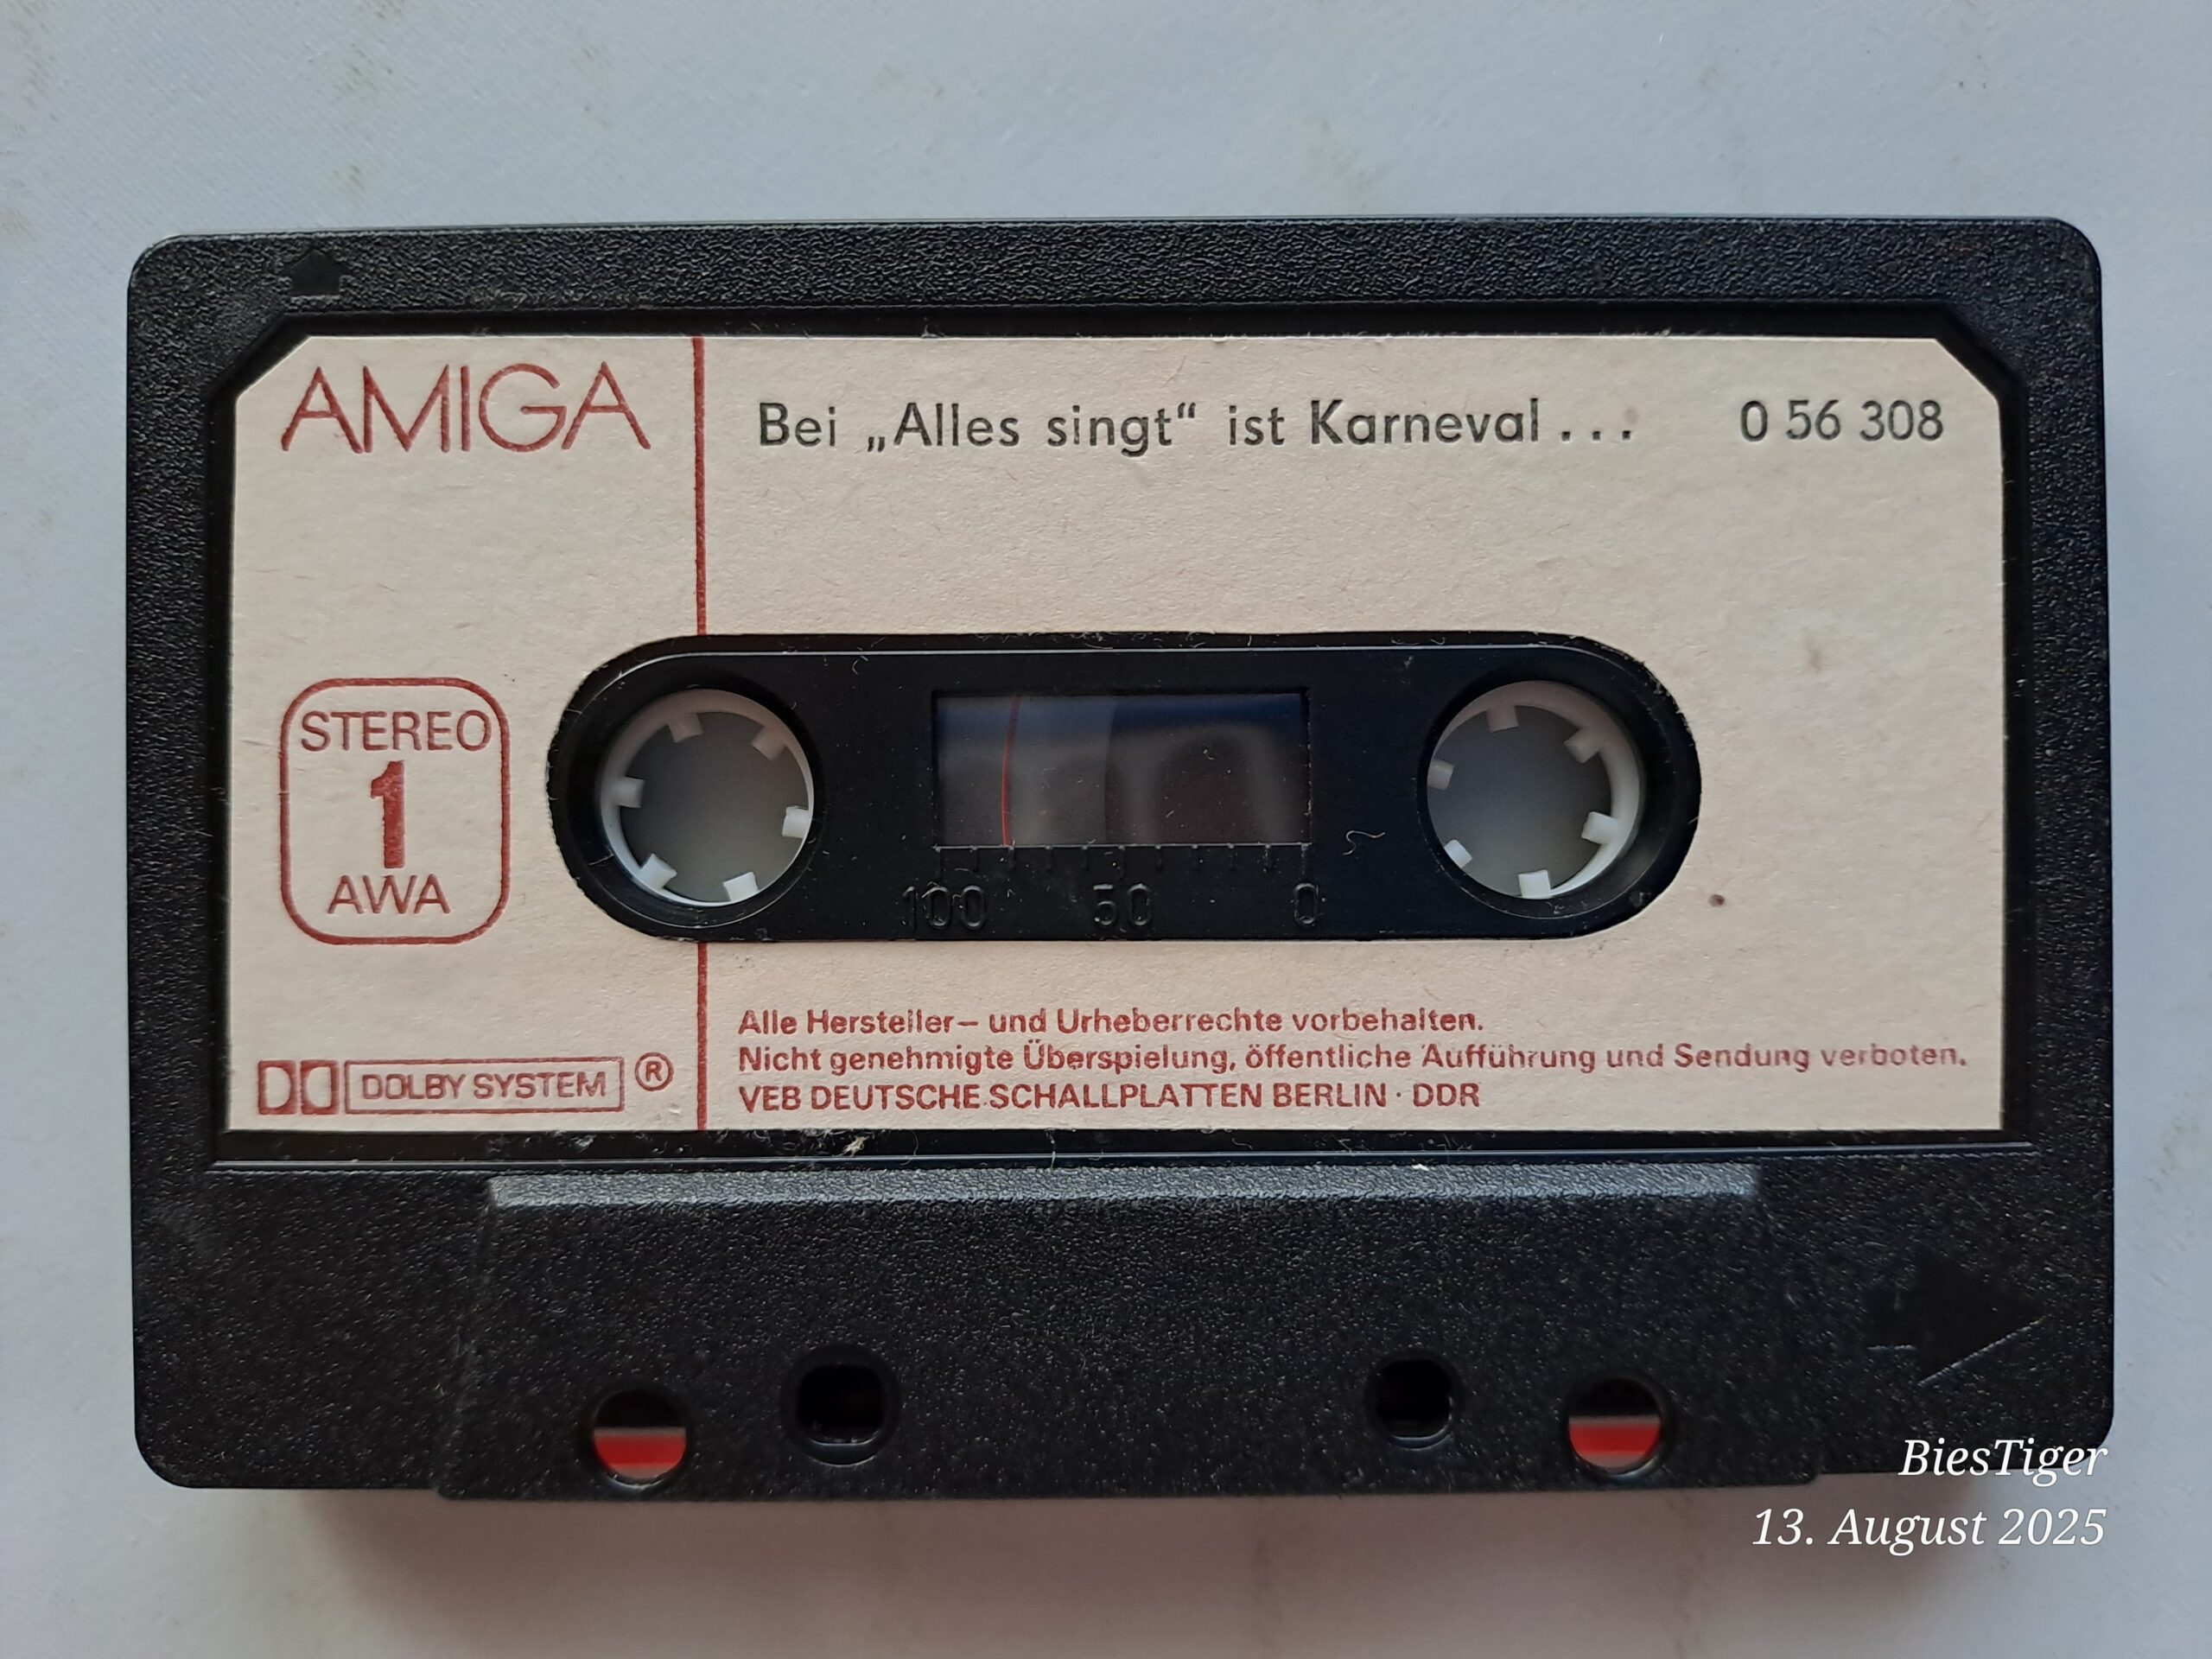 AMIGA
Bei „Alles singt“ ist Karneval ... 0 56 308
STEREO
1
AWA
100 50 0
Alle Hersteller– und Urheberrechte vorbehalten.
Nicht genehmigte Überspielung, öffentliche Aufführung und Sendung verboten.
VEB DEUTSCHE SCHALLPLATTEN BERLIN · DDR
DOLBY SYSTEM ®
BiesTiger
13. August 2025